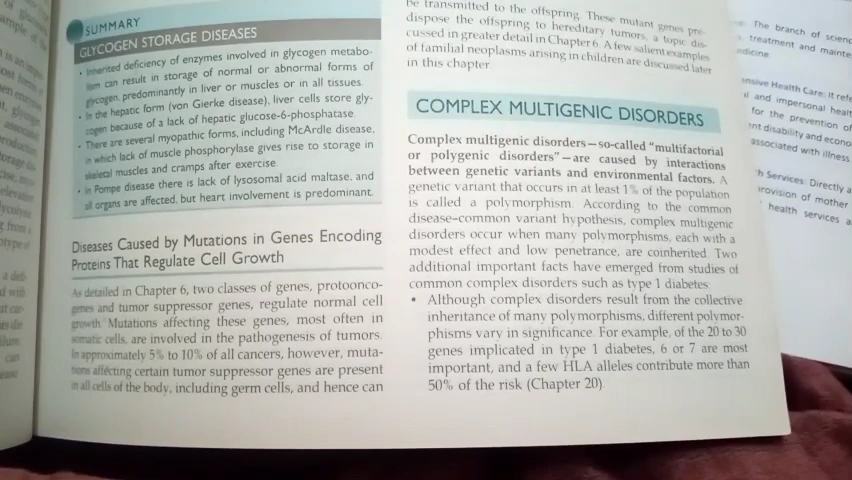 SUMMARY
GLYCOGEN STORAGE DISEASES
• Inherited deficiency of enzymes involved in glycogen metabo-
lism can result in storage of normal or abnormal forms of
glycogen, predominantly in liver or muscles or in all tissues.
• In the hepatic form (von Gierke disease), liver cells store gly-
cogen because of a lack of hepatic glucose-6-phosphatase.
• There are several myopathic forms, including McArdle disease,
in which lack of muscle phosphorylase gives rise to storage in
skeletal muscles and cramps after exercise.
• In Pompe disease there is lack of lysosomal acid maltase, and
all organs are affected, but heart involvement is predominant.
Diseases Caused by Mutations in Genes Encoding
Proteins That Regulate Cell Growth
As detailed in Chapter 6, two classes of genes, protoonco-
genes and tumor suppressor genes, regulate normal cell
growth. Mutations affecting these genes, most often in
somatic cells, are involved in the pathogenesis of tumors.
In approximately 5% to 10% of all cancers, however, muta-
tions affecting certain tumor suppressor genes are present
in all cells of the body, including germ cells, and hence can
be transmitted to the offspring. These mutant genes pre-
dispose the offspring to hereditary tumors, a topic dis-
cussed in greater detail in Chapter 6. A few salient examples
of familial neoplasms arising in children are discussed later
in this chapter.
COMPLEX MULTIGENIC DISORDERS
Complex multigenic disorders—so-called "multifactorial
or polygenic disorders"—are caused by interactions
between genetic variants and environmental factors. A
genetic variant that occurs in at least 1% of the population
is called a polymorphism. According to the common
disease–common variant hypothesis, complex multigenic
disorders occur when many polymorphisms, each with a
modest effect and low penetrance, are coinherited. Two
additional important facts have emerged from studies of
common complex disorders such as type 1 diabetes:
• Although complex disorders result from the collective
inheritance of many polymorphisms, different polymor-
phisms vary in significance. For example, of the 20 to 30
genes implicated in type 1 diabetes, 6 or 7 are most
important, and a few HLA alleles contribute more than
50% of the risk (Chapter 20).
The branch of scienc
treatment and mainte
Health Care: It refe
and impersonal healt
for the prevention of
disability and econo
associated with illness
Services: Directly a
provision of mother
health services a